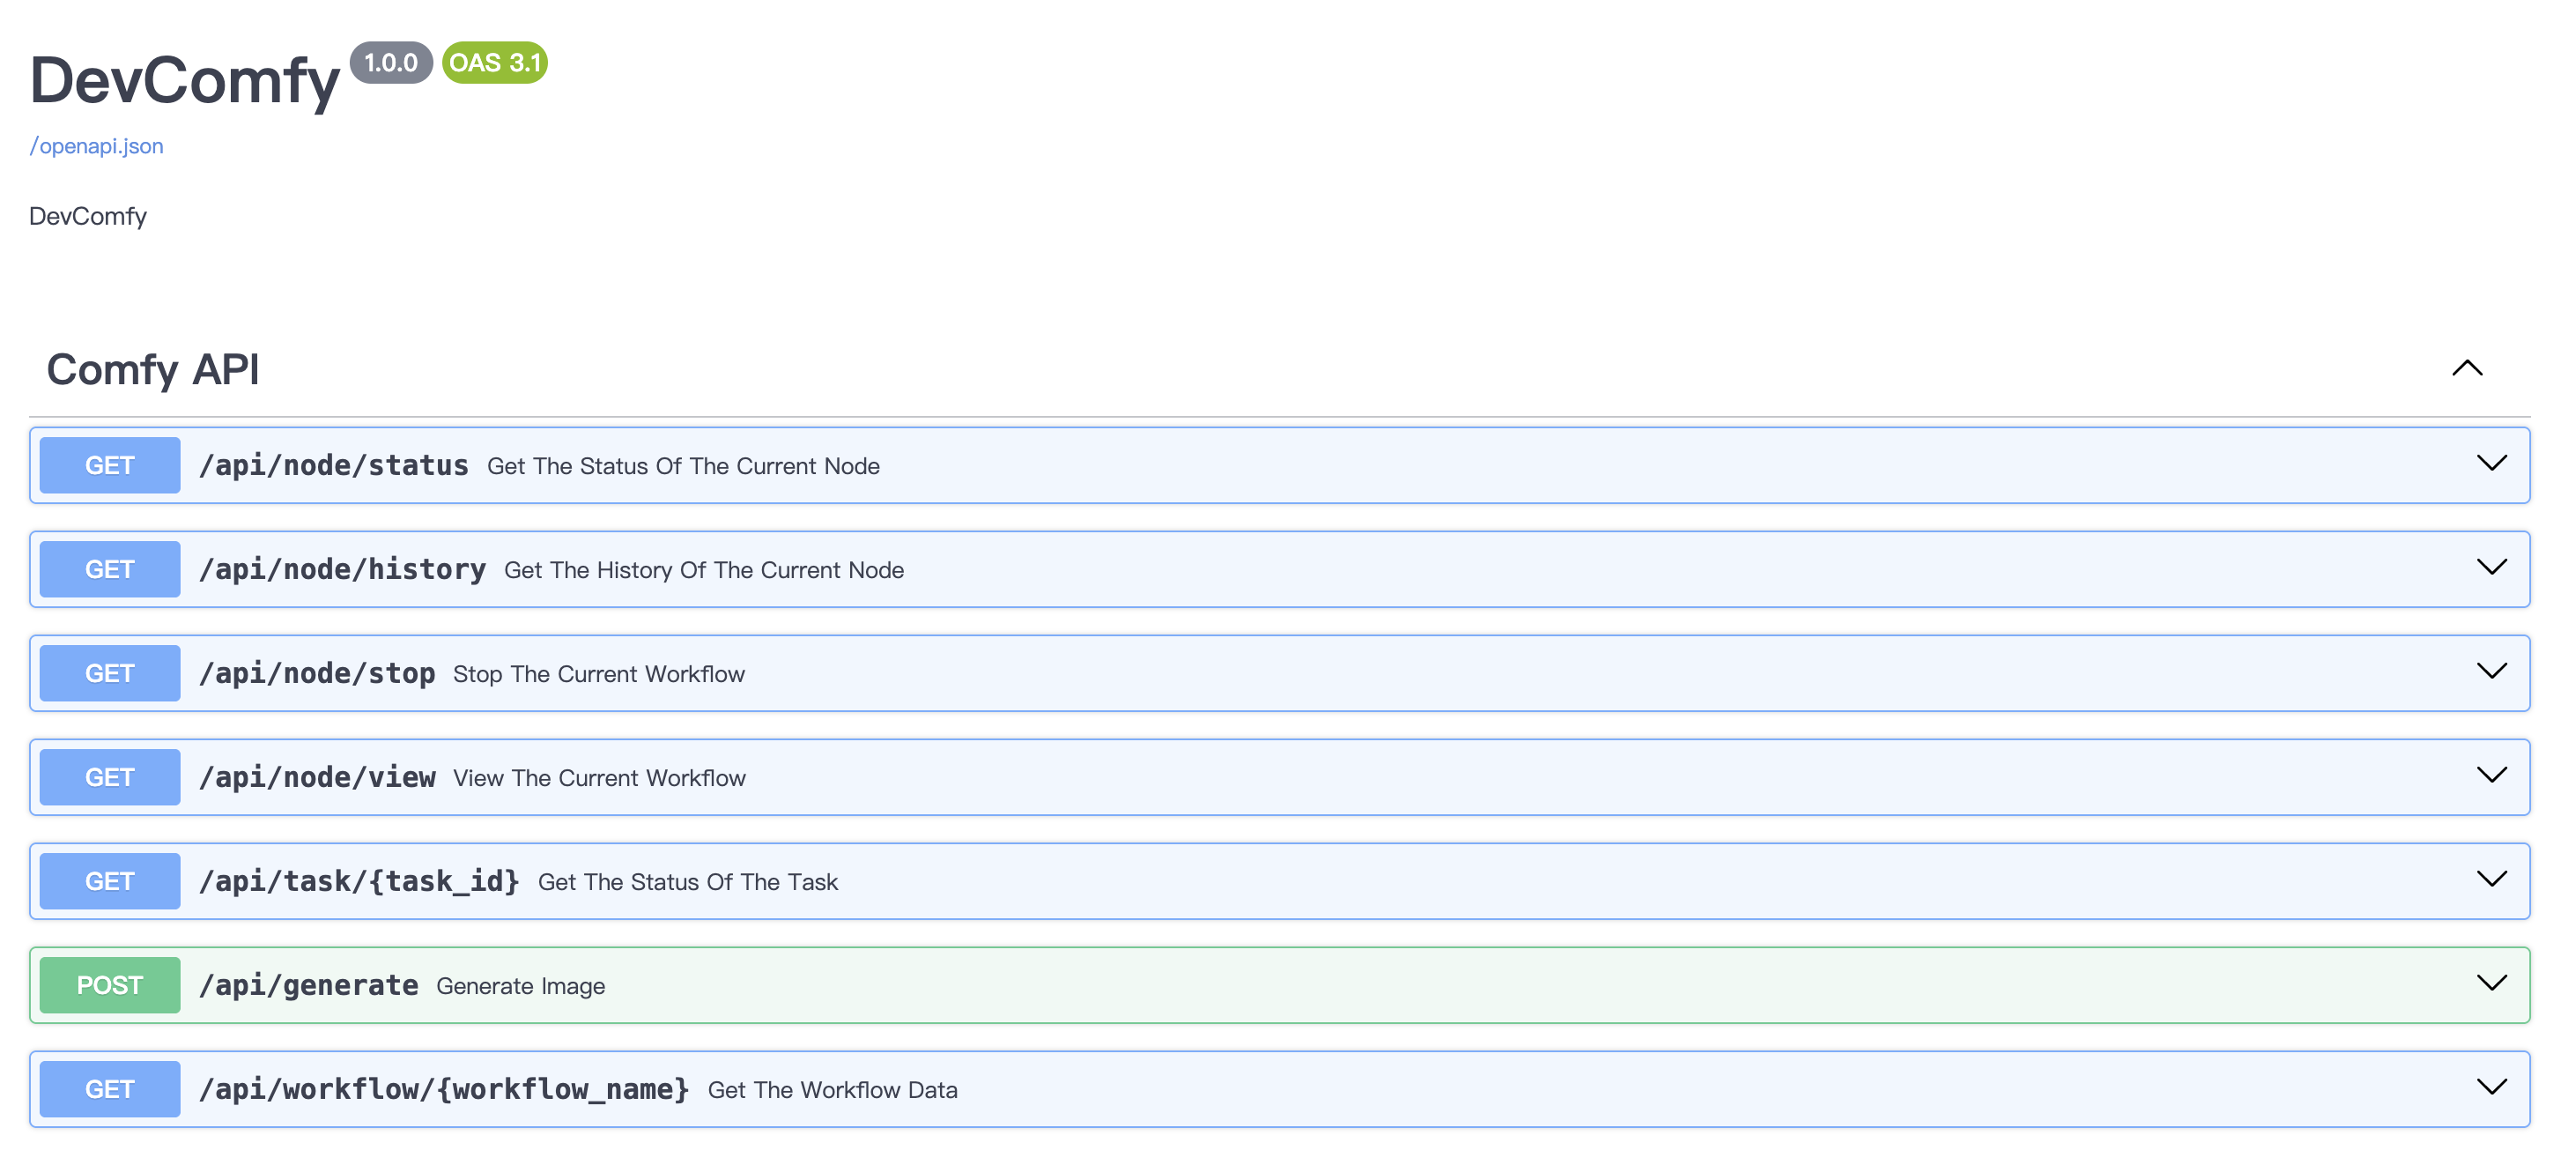 DevComfy 1.0.0 OAS 3.1
/openapi.json
DevComfy
Comfy API
GET /api/node/status Get The Status Of The Current Node
GET /api/node/history Get The History Of The Current Node
GET /api/node/stop Stop The Current Workflow
GET /api/node/view View The Current Workflow
GET /api/task/{task_id} Get The Status Of The Task
POST /api/generate Generate Image
GET /api/workflow/{workflow_name} Get The Workflow Data